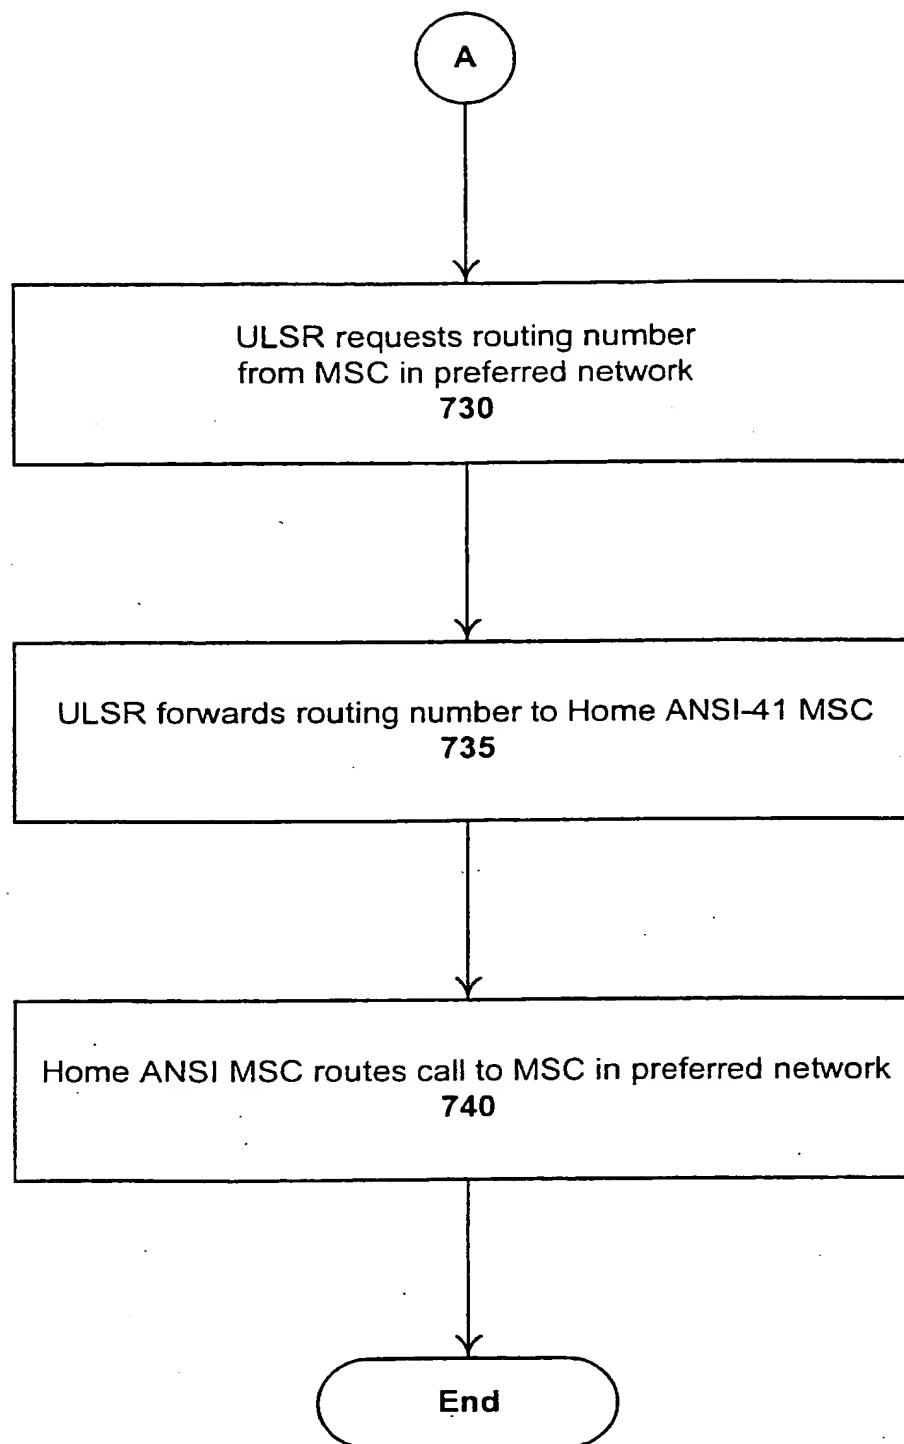 A
ULSR requests routing number
from MSC in preferred network
730
ULSR forwards routing number to Home ANSI-41 MSC
735
Home ANSI MSC routes call to MSC in preferred network
740
End